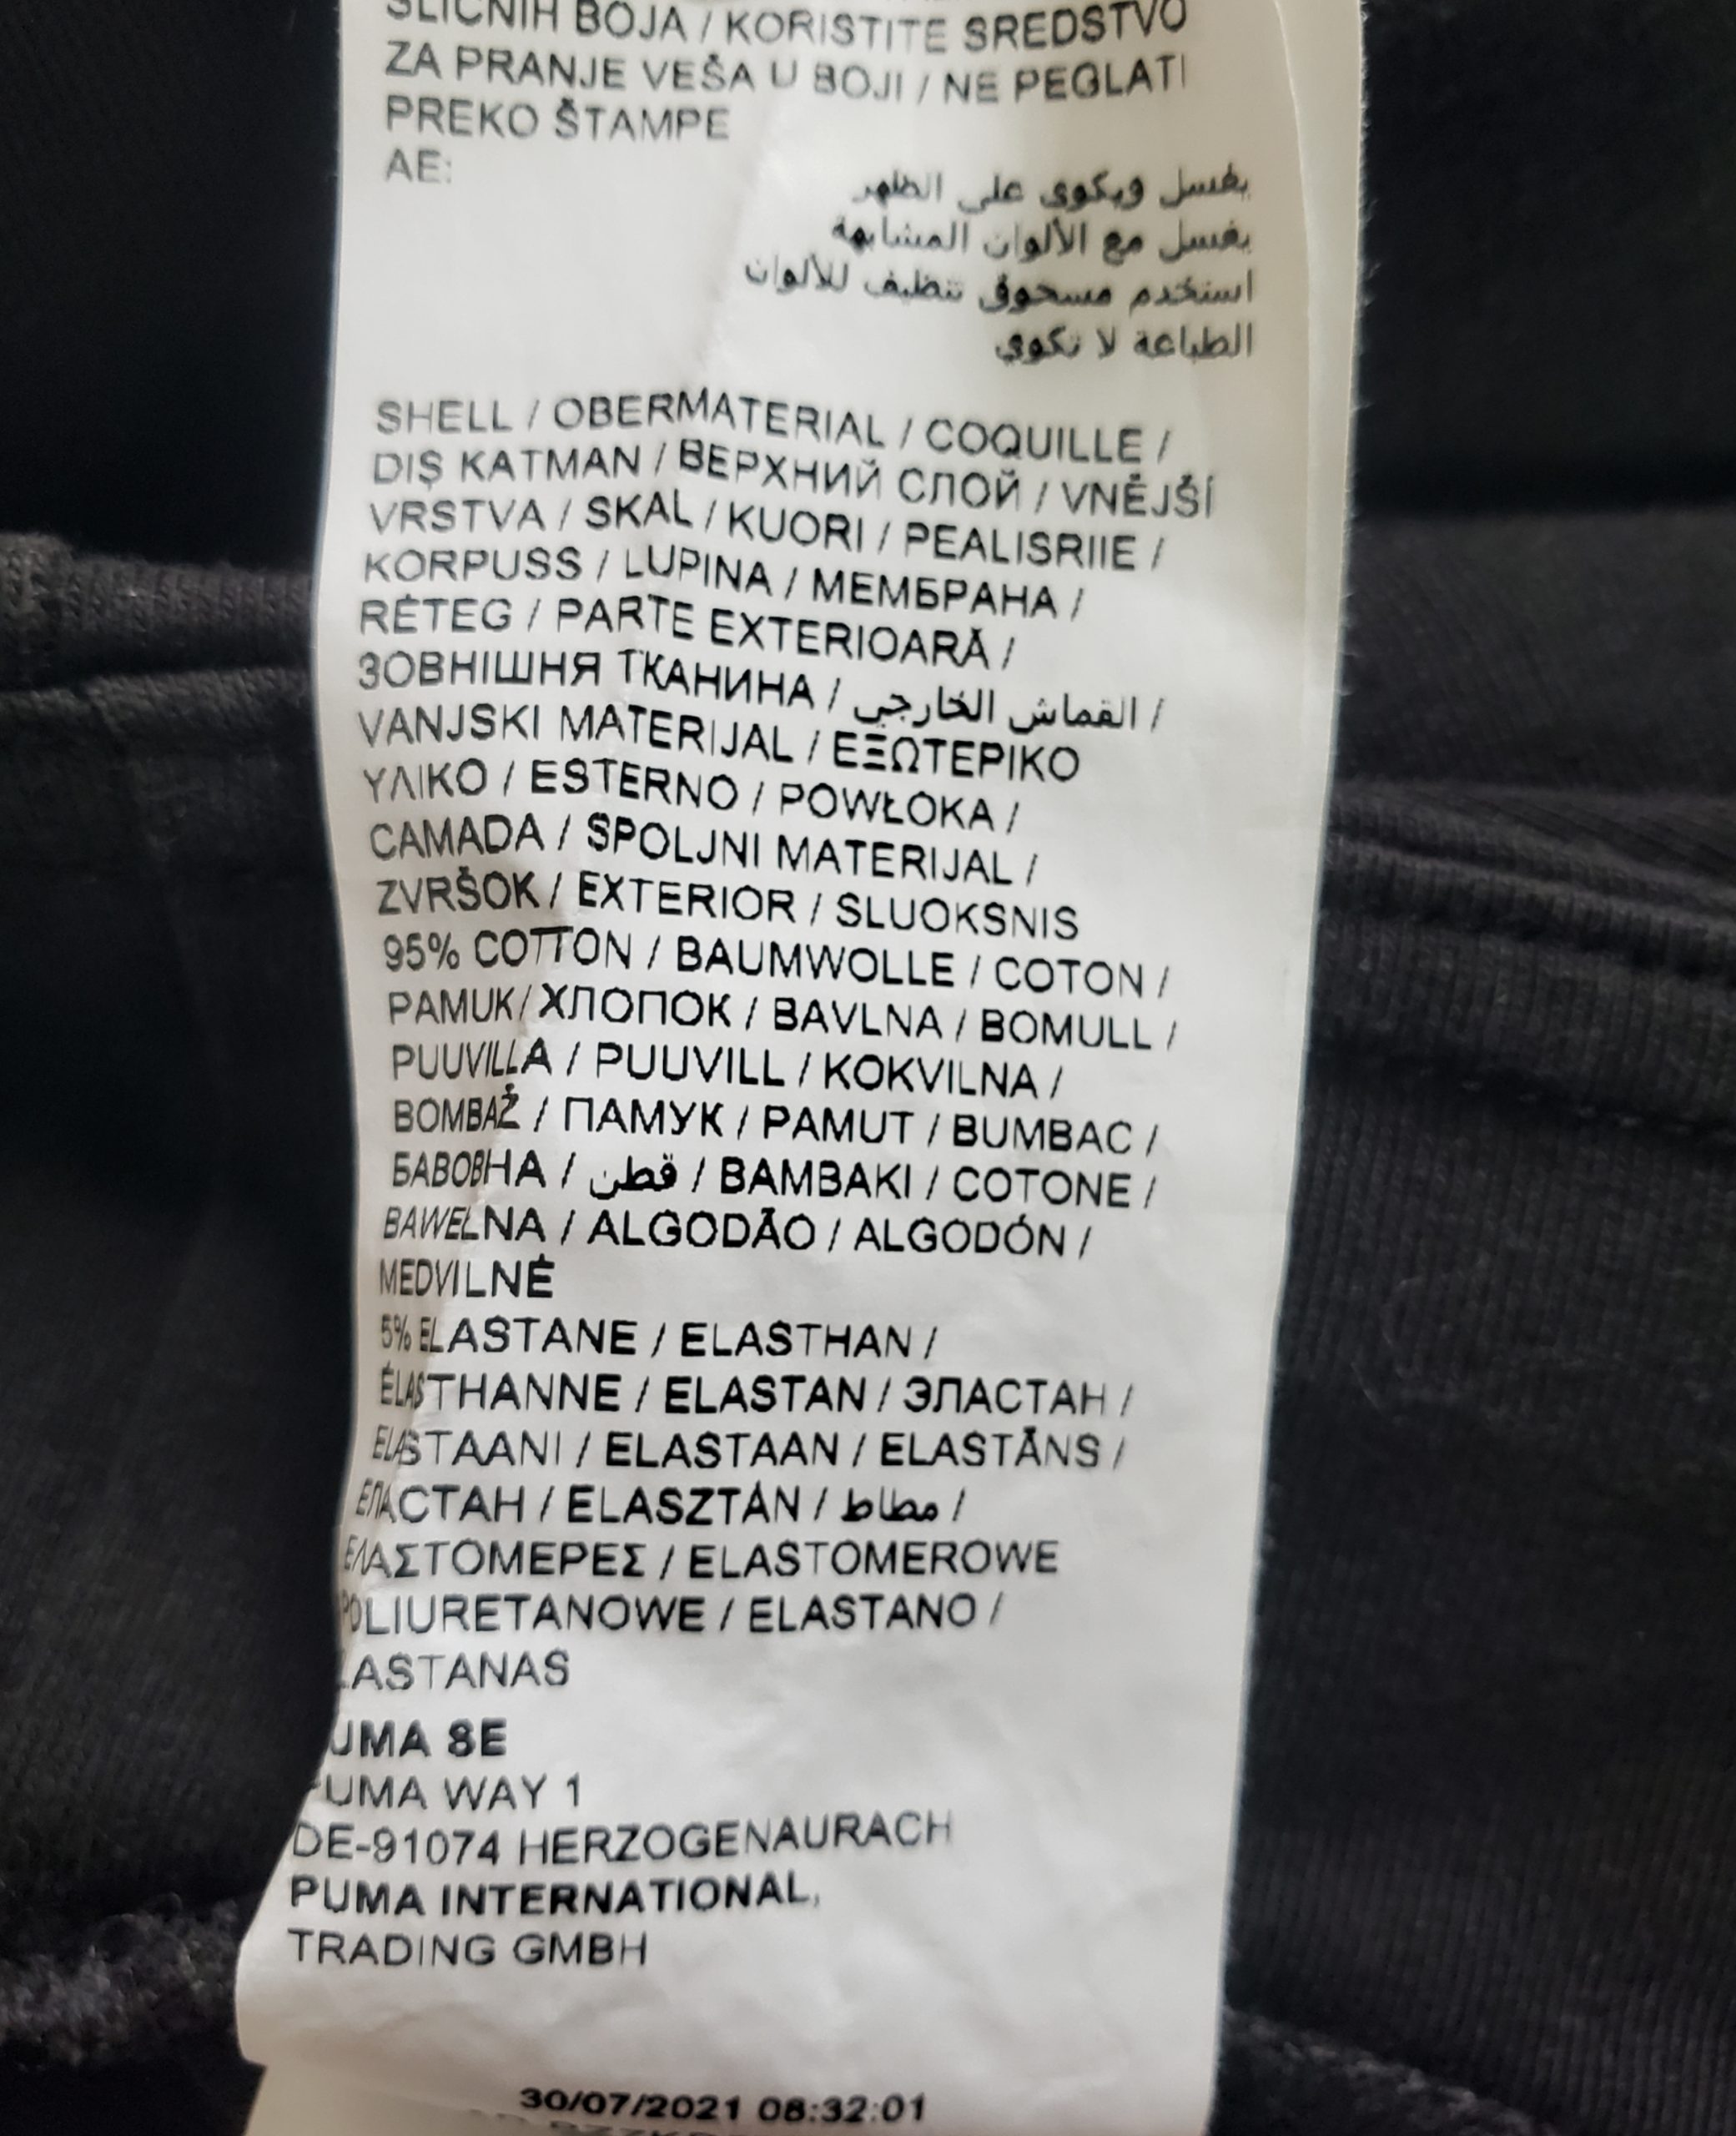 SLIČNIH BOJA / KORISTITE SREDSTVO
ZA PRANJE VEŠA U BOJI / NE PEGLATI
PREKO ŠTAMPE
AE:
يغسل ويكوى على الظهر
يغسل مع الألوان المشابهة
استخدم مسحوق تنظيف للألوان
الطباعة لا تكوي
SHELL / OBERMATERIAL / COQUILLE /
DIŞ KATMAN / ВЕРХНИЙ СЛОЙ / VNĚJŠÍ
VRSTVA / SKAL / KUORI / PEALISRIIE /
KORPUSS / LUPINA / МЕМБРАНА /
RÉTEG / PARTE EXTERIOARĂ /
ЗОВНІШНЯ ТКАНИНА / القماش الخارجي /
VANJSKI MATERIJAL / ΕΞΩΤΕΡΙΚΟ
ΥΛΙΚΟ / ESTERNO / POWŁOKA /
CAMADA / SPOLJNI MATERIJAL /
ZVRŠOK / EXTERIOR / SLUOKSNIS
95% COTTON / BAUMWOLLE / COTON /
PAMUK/ ХЛОПОК / BAVLNA / BOMULL /
PUUVILLA / PUUVILL / KOKVILNA /
BOMBAŽ / ПАМУК / PAMUT / BUMBAC /
БАВОВНА / قطن / BAMBAKI / COTONE /
BAWEŁNA / ALGODÃO / ALGODÓN /
MEDVILNĖ
5% ELASTANE / ELASTHAN /
ÉLASTHANNE / ELASTAN / ЭЛАСТАН /
ELASTAANI / ELASTAAN / ELASTĀNS /
ЕЛАСТАН / ELASZTÁN / مطاط /
ΕΛΑΣΤΟΜΕΡΕΣ / ELASTOMEROWE
POLIURETANOWE / ELASTANO /
LASTANAS
UMA SE
PUMA WAY 1
DE-91074 HERZOGENAURACH
PUMA INTERNATIONAL,
TRADING GMBH
30/07/2021 08:32:01